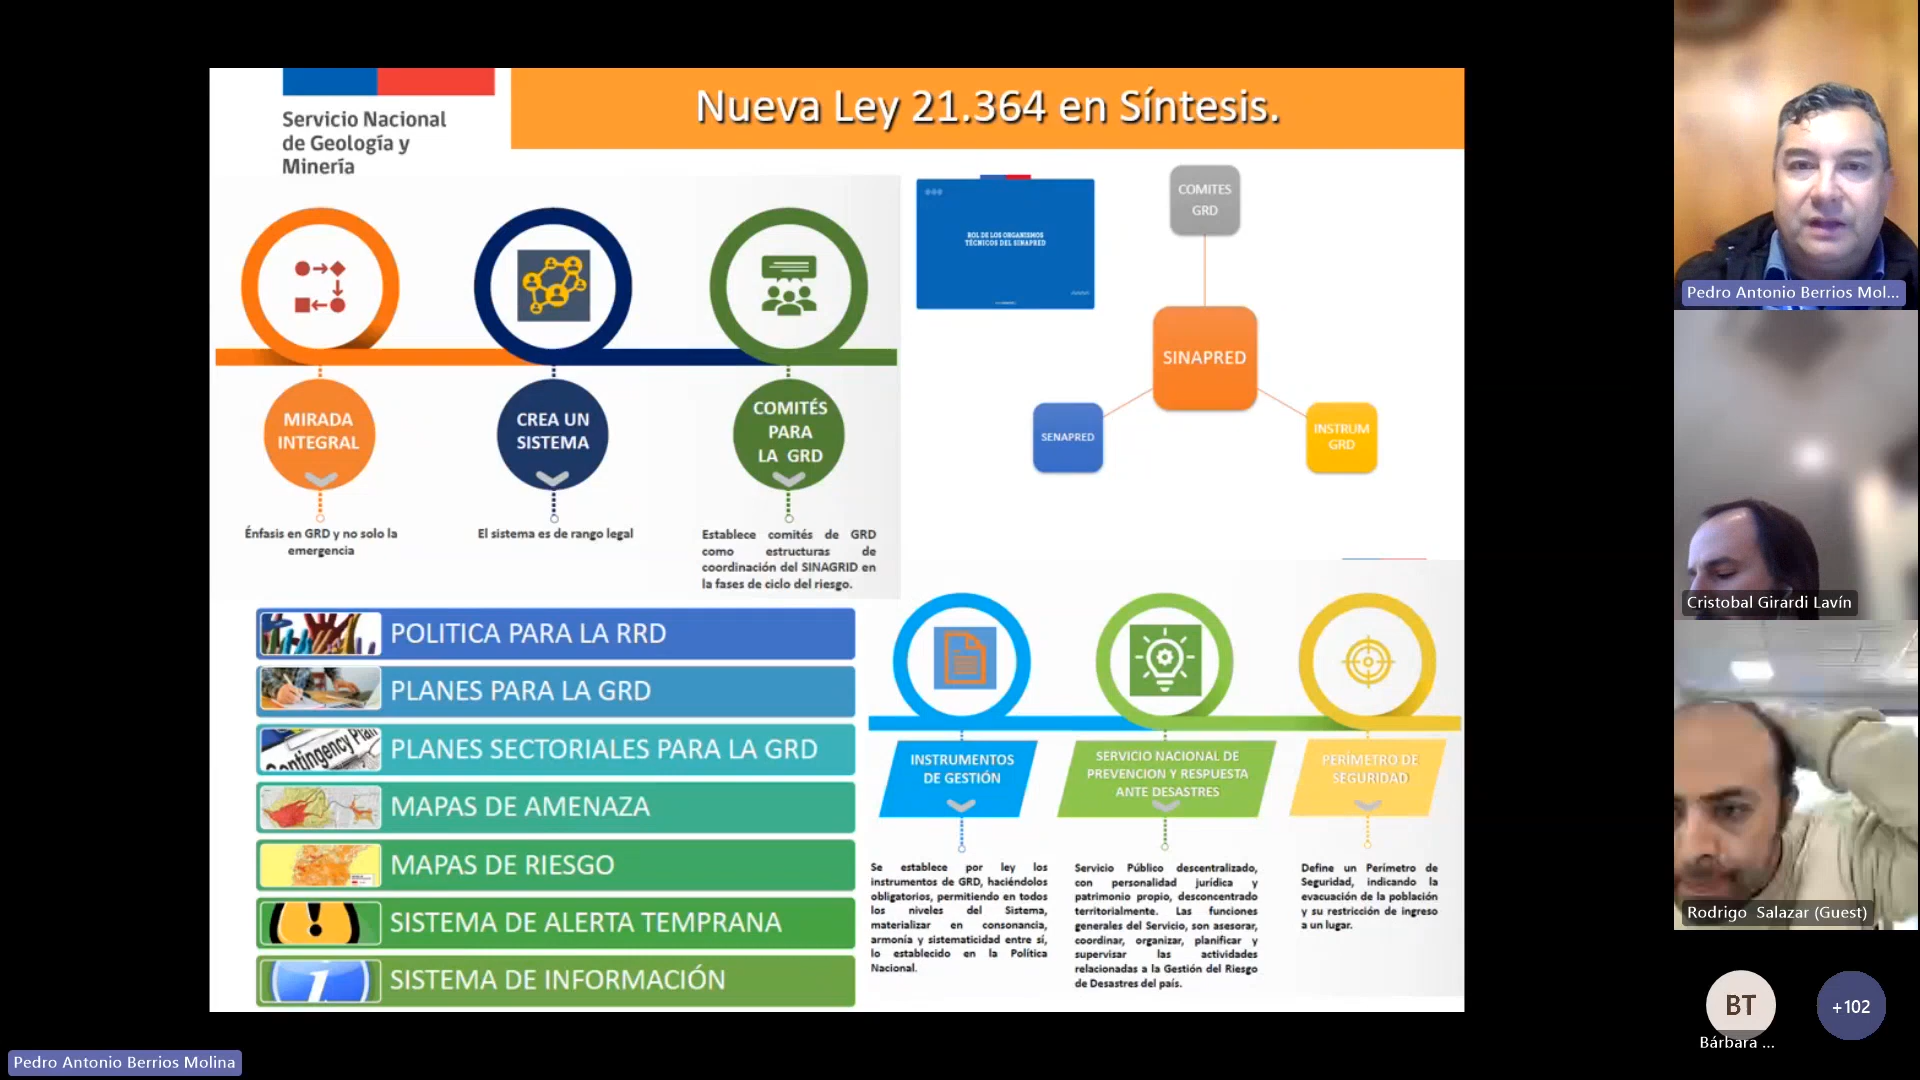 Servicio Nacional
de Geología y
Minería
Nueva Ley 21.364 en Síntesis.
MIRADA
INTEGRAL
CREA UN
SISTEMA
COMITÉS
PARA
LA GRD
Énfasis en GRD y no solo la
emergencia
El sistema es de rango legal
Establece comités de GRD
como estructuras de
coordinación del SINAGRID en
la fases de ciclo del riesgo.
ROL DE LOS ORGANISMOS
TÉCNICOS DEL SINAPRED
COMITES
GRD
SINAPRED
SENAPRED
INSTRUM
GRD
POLITICA PARA LA RRD
PLANES PARA LA GRD
Contingency Plan
PLANES SECTORIALES PARA LA GRD
MAPAS DE AMENAZA
MAPAS DE RIESGO
SISTEMA DE ALERTA TEMPRANA
SISTEMA DE INFORMACIÓN
INSTRUMENTOS
DE GESTIÓN
SERVICIO NACIONAL DE
PREVENCION Y RESPUESTA
ANTE DESASTRES
PERÍMETRO DE
SEGURIDAD
Se establece por ley los
instrumentos de GRD, haciéndolos
obligatorios, permitiendo en todos
los niveles del Sistema,
materializar en consonancia,
armonía y sistematicidad entre sí,
lo establecido en la Política
Nacional.
Servicio Público descentralizado,
con personalidad jurídica y
patrimonio propio, desconcentrado
territorialmente. Las funciones
generales del Servicio, son asesorar,
coordinar, organizar, planificar y
supervisar las actividades
relacionadas a la Gestión del Riesgo
de Desastres del país.
Define un Perímetro de
Seguridad, indicando la
evacuación de la población
y su restricción de ingreso
a un lugar.
Pedro Antonio Berrios Mol...
Cristobal Girardi Lavín
Rodrigo Salazar (Guest)
BT
+102
Bárbara ...
Pedro Antonio Berrios Molina